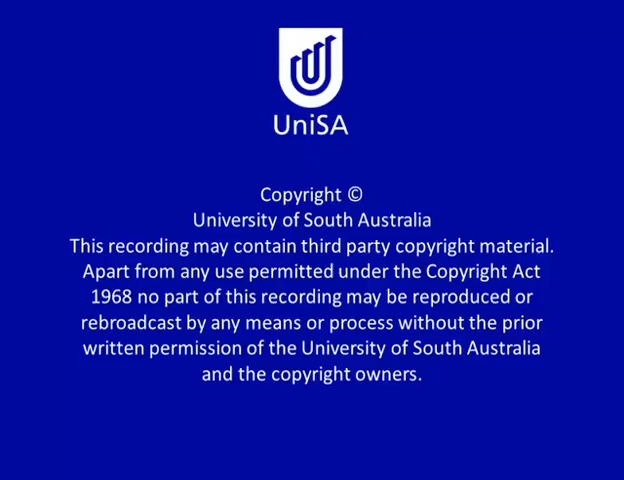 UniSA
Copyright ©
University of South Australia
This recording may contain third party copyright material.
Apart from any use permitted under the Copyright Act
1968 no part of this recording may be reproduced or
rebroadcast by any means or process without the prior
written permission of the University of South Australia
and the copyright owners.